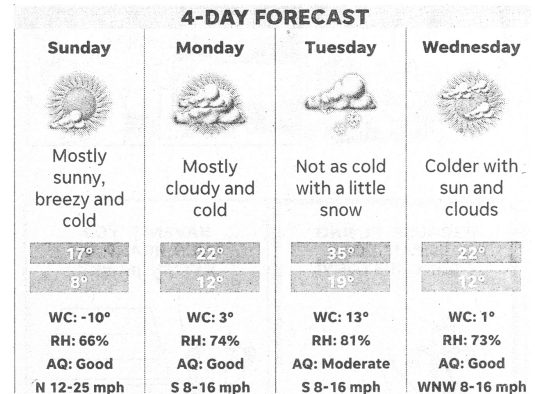 4-DAY FORECAST
Sunday
Mostly
sunny,
breezy and
cold
17°
8°
WC: -10°
RH: 66%
AQ: Good
N 12-25 mph
Monday
Mostly
cloudy and
cold
22°
12°
WC: 3°
RH: 74%
AQ: Good
S 8-16 mph
Tuesday
Not as cold
with a little
snow
35°
19°
WC: 13°
RH: 81%
AQ: Moderate
S 8-16 mph
Wednesday
Colder with
sun and
clouds
22°
12°
WC: 1°
RH: 73%
AQ: Good
WNW 8-16 mph